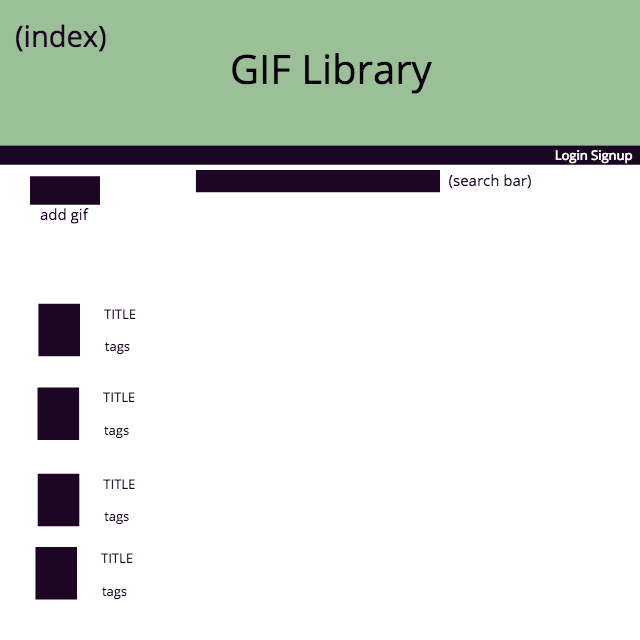 (index)
GIF Library
Login Signup
(search bar)
add gif
TITLE
tags
TITLE
tags
TITLE
tags
TITLE
tags